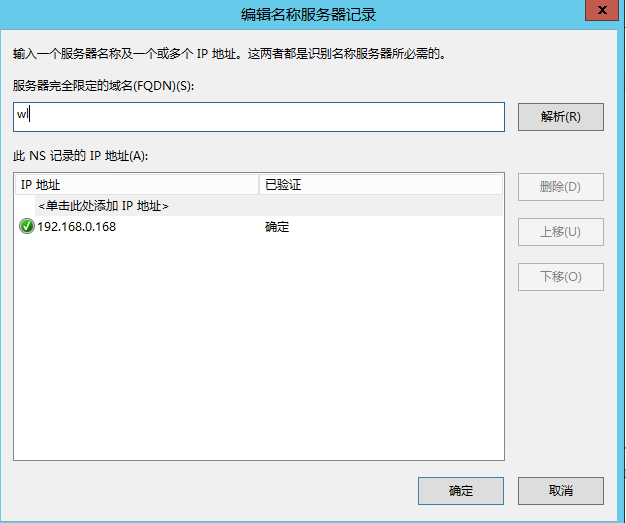 编辑名称服务器记录
x
输入一个服务器名称及一个或多个 IP 地址。这两者都是识别名称服务器所必需的。
服务器完全限定的域名(FQDN)(S):
wl
解析(R)
此 NS 记录的 IP 地址(A):
IP 地址 已验证
删除(D)
<单击此处添加 IP 地址>
192.168.0.168 确定
上移(U)
下移(O)
确定 取消